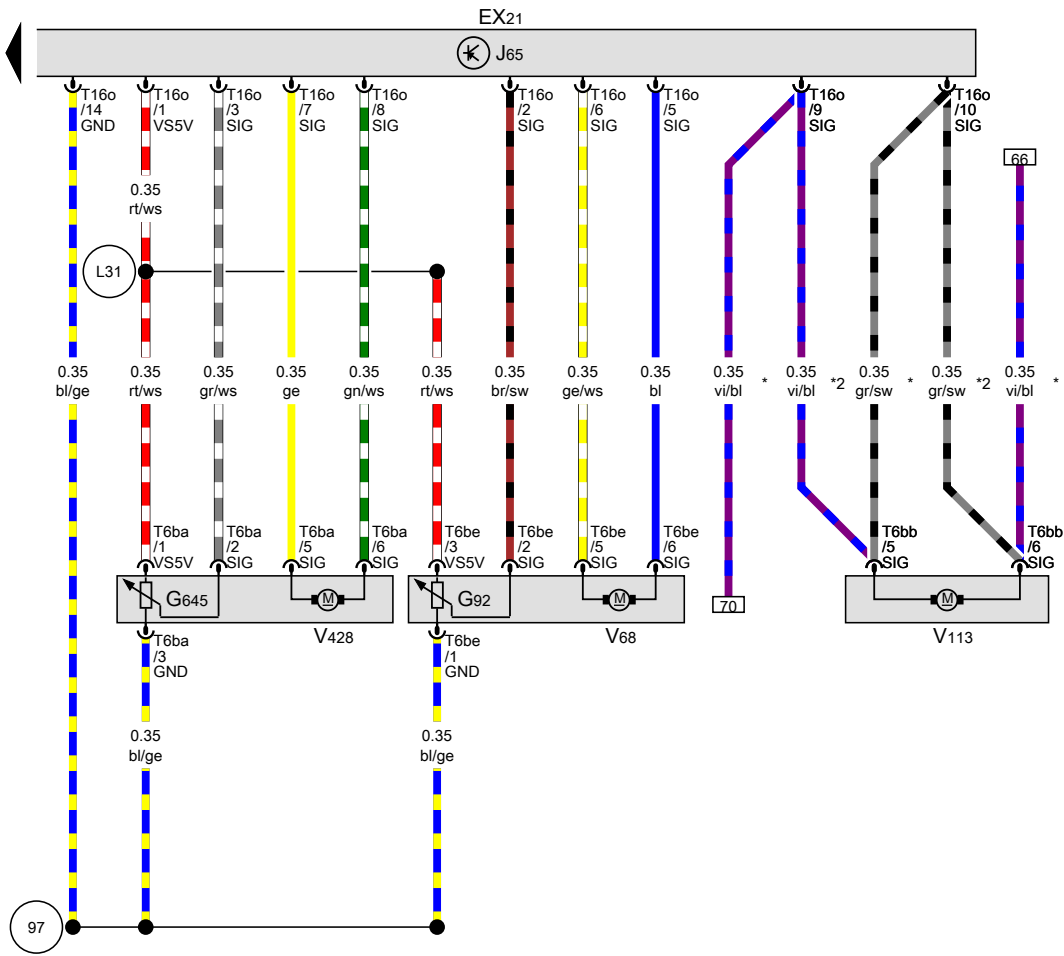 EX21
J65
T16o /14 GND
T16o /1 VS5V
T16o /3 SIG
T16o /7 SIG
T16o /8 SIG
T16o /2 SIG
T16o /6 SIG
T16o /5 SIG
T16o /9 SIG
T16o /10 SIG
66
0.35
rt/ws
L31
0.35 0.35 0.35 0.35 0.35 0.35 0.35 0.35 0.35 0.35 0.35 0.35 0.35 0.35
bl/ge rt/ws gr/ws ge gn/ws rt/ws br/sw ge/ws bl vi/bl * vi/bl *2 gr/sw * gr/sw *2 vi/bl *
T6ba /1 VS5V
T6ba /2 SIG
T6ba /5 SIG
T6ba /6 SIG
T6be /3 VS5V
T6be /2 SIG
T6be /5 SIG
T6be /6 SIG
T6bb /5 SIG
T6bb /6 SIG
G645
M
G92
M
70
M
V428
V68
V113
T6ba /3 GND
T6be /1 GND
0.35 0.35
bl/ge bl/ge
97